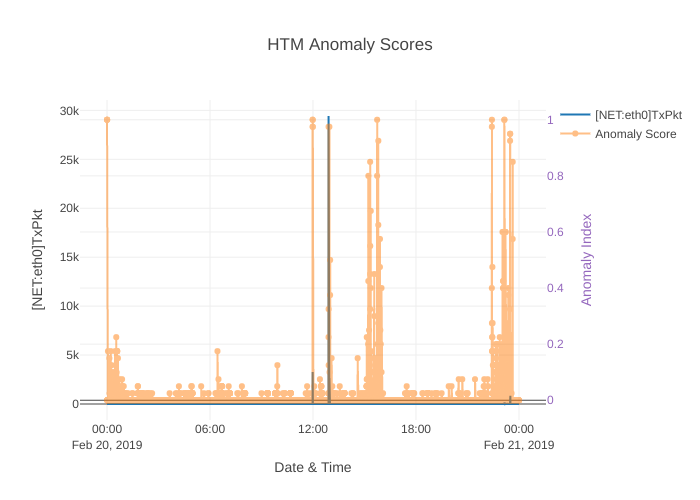 HTM Anomaly Scores
[NET:eth0]TxPkt
Anomaly Score
30k
25k
20k
15k
10k
5k
0
[NET:eth0]TxPkt
1
0.8
0.6
0.4
0.2
0
Anomaly Index
00:00
Feb 20, 2019
06:00
12:00
18:00
00:00
Feb 21, 2019
Date & Time